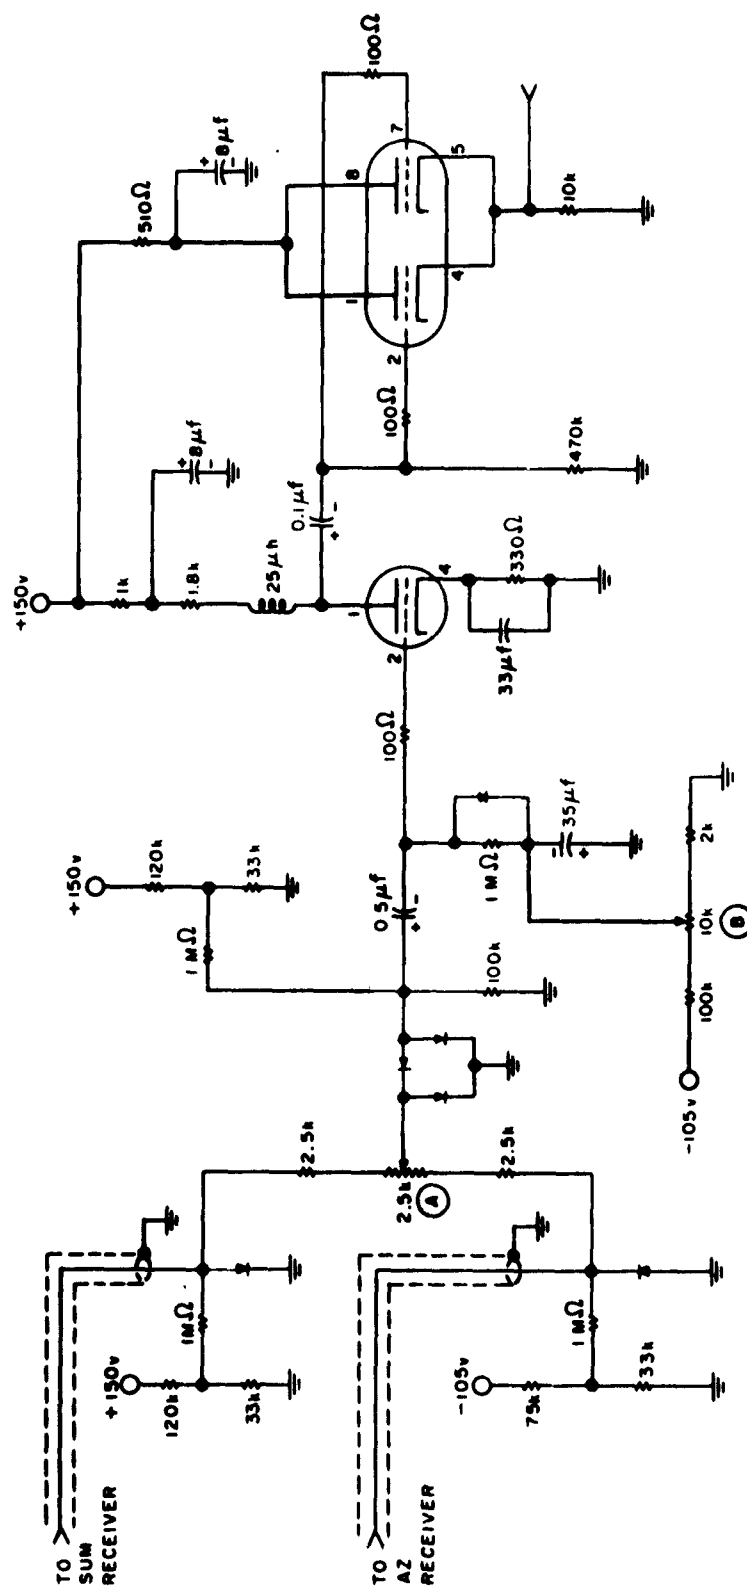 TO
SUM
RECEIVER
+150v
120k
33k
1MΩ
TO
AZ
RECEIVER
-105v
75k
33k
1MΩ
2.5k
2.5k
A
2.5k
+150v
120k
33k
1MΩ
100k
0.5μf
+
-
1MΩ
35μf
-
+
-105v
100k
10k
B
2k
100Ω
2
1
4
33μf
330Ω
+150v
1k
1.8k
25μh
+
8μf
-
0.1μf
+
-
470k
100Ω
2
1
4
8
5
7
510Ω
+
8μf
-
100Ω
10k